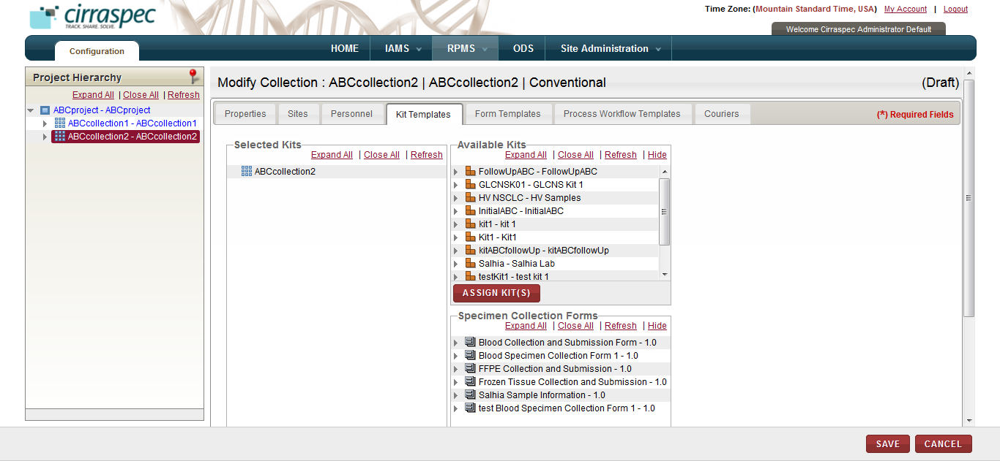 cirraspec
TRACK. SHARE. SOLVE.
Time Zone: (Mountain Standard Time, USA) My Account | Logout
Welcome Cirraspec Administrator Default
Configuration
HOME IAMS RPMS ODS Site Administration
Project Hierarchy
Expand All | Close All | Refresh
ABCproject - ABCproject
ABCcollection1 - ABCcollection1
ABCcollection2 - ABCcollection2
Modify Collection : ABCcollection2 | ABCcollection2 | Conventional (Draft)
Properties Sites Personnel Kit Templates Form Templates Process Workflow Templates Couriers (*) Required Fields
Selected Kits
Expand All | Close All | Refresh
ABCcollection2
Available Kits
Expand All | Close All | Refresh | Hide
FollowUpABC - FollowUpABC
GLCNSK01 - GLCNS Kit 1
HV NSCLC - HV Samples
InitialABC - InitialABC
kit1 - kit 1
Kit1 - Kit1
kitABCfollowUp - kitABCfollowUp
Salhia - Salhia Lab
testKit1 - test kit 1
ASSIGN KIT(S)
Specimen Collection Forms
Expand All | Close All | Refresh | Hide
Blood Collection and Submission Form - 1.0
Blood Specimen Collection Form 1 - 1.0
FFPE Collection and Submission - 1.0
Frozen Tissue Collection and Submission - 1.0
Salhia Sample Information - 1.0
test Blood Specimen Collection Form 1 - 1.0
SAVE CANCEL